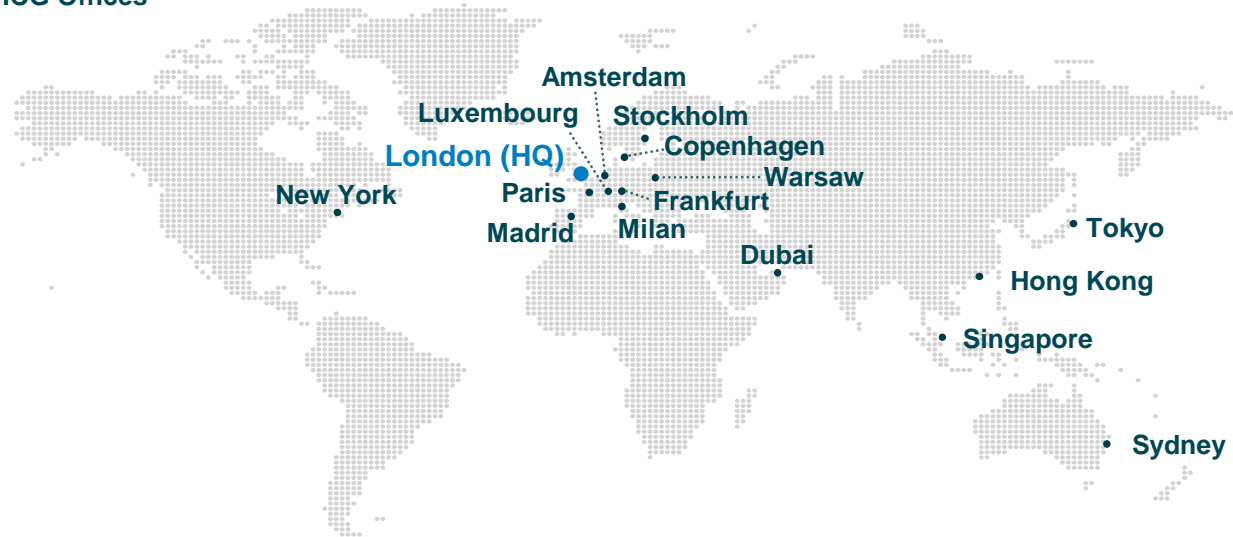 Offices
Amsterdam
Luxembourg
Stockholm
London (HQ)
Copenhagen
Warsaw
New York
Paris
Frankfurt
Madrid
Milan
Tokyo
Dubai
Hong Kong
Singapore
Sydney